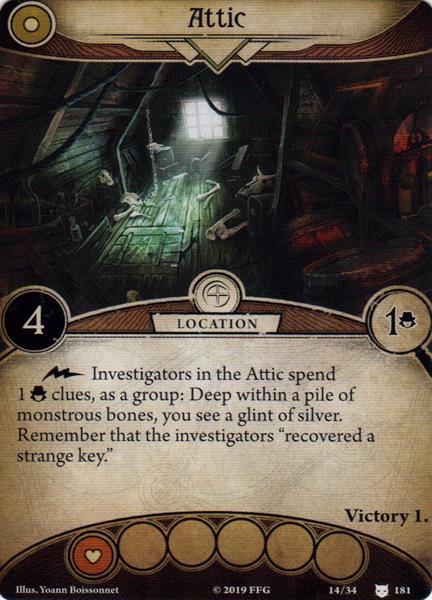 Attic
4
LOCATION
1
Investigators in the Attic spend
1 clues, as a group: Deep within a pile of
monstrous bones, you see a glint of silver.
Remember that the investigators “recovered a
strange key.”
Victory 1.
Illus. Yoann Boissonnet
© 2019 FFG
14/34
181